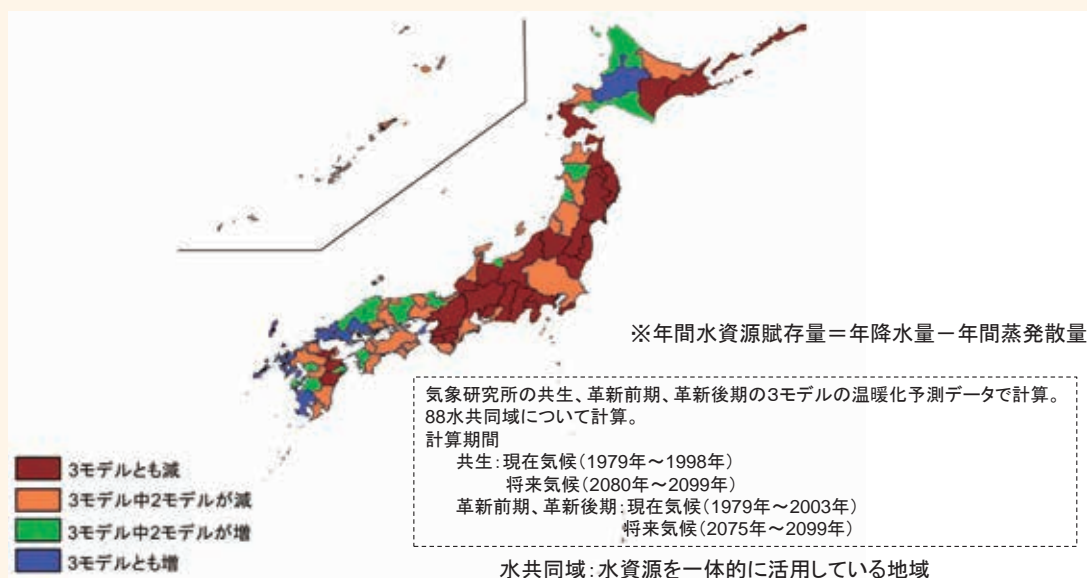 ※年間水資源賦存量＝年降水量－年間蒸発散量
気象研究所の共生、革新前期、革新後期の3モデルの温暖化予測データで計算。
88水共同域について計算。
計算期間
共生：現在気候（1979年～1998年）
将来気候（2080年～2099年）
革新前期、革新後期：現在気候（1979年～2003年）
将来気候（2075年～2099年）
水共同域：水資源を一体的に活用している地域
3モデルとも減
3モデル中2モデルが減
3モデル中2モデルが増
3モデルとも増